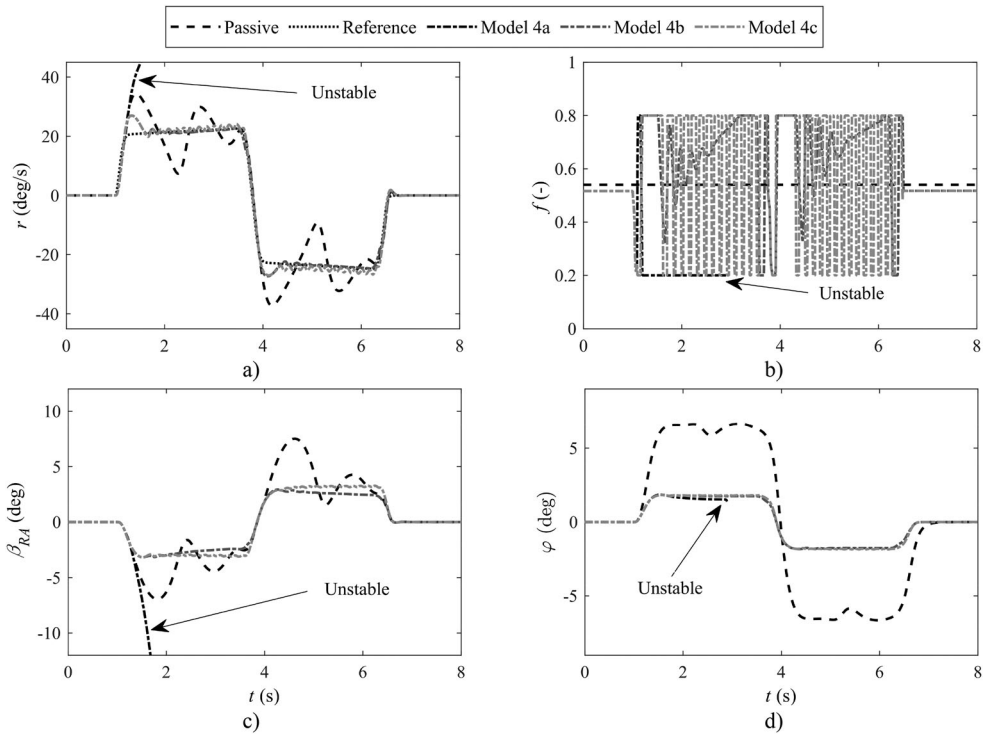 Passive Reference Model 4a Model 4b Model 4c
40
20
0
-20
-40
r (deg/s)
Unstable
0 2 4 6 8
a)
1
0.8
0.6
0.4
0.2
0
f (-)
Unstable
0 2 4 6 8
b)
10
5
0
-5
-10
β_RA (deg)
Unstable
0 2 4 6 8
t (s)
c)
5
0
-5
φ (deg)
Unstable
0 2 4 6 8
t (s)
d)